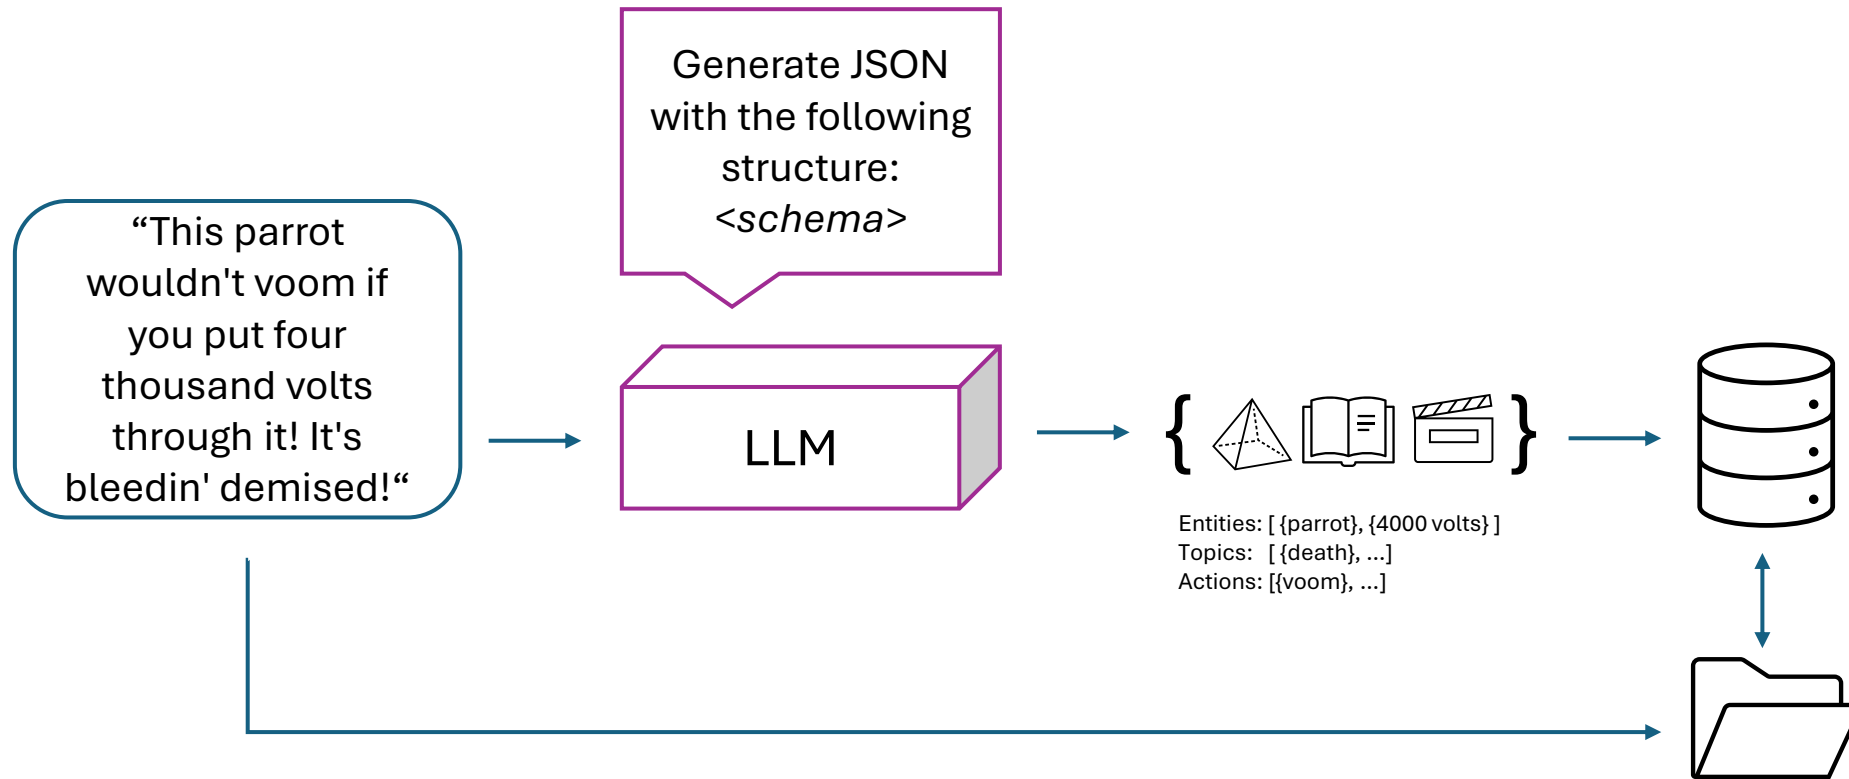 Generate JSON
with the following
structure:
<schema>
“This parrot
wouldn't voom if
you put four
thousand volts
through it! It's
bleedin' demised!“
LLM
{ }
Entities: [ {parrot}, {4000 volts} ]
Topics: [ {death}, ...]
Actions: [{voom}, ...]